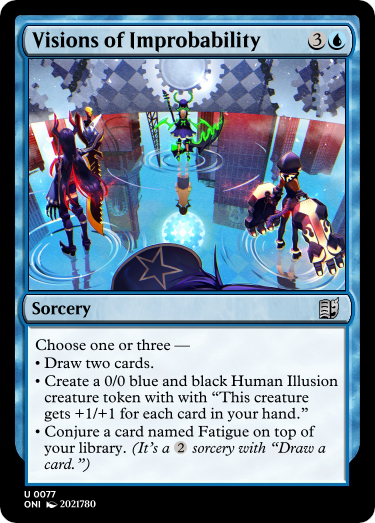 Visions of Improbability 3
Sorcery
Choose one or three —
• Draw two cards.
• Create a 0/0 blue and black Human Illusion
creature token with with “This creature
gets +1/+1 for each card in your hand.”
• Conjure a card named Fatigue on top of
your library. (It’s a 2 sorcery with “Draw a
card.”)
U 0077
ONI 2021780